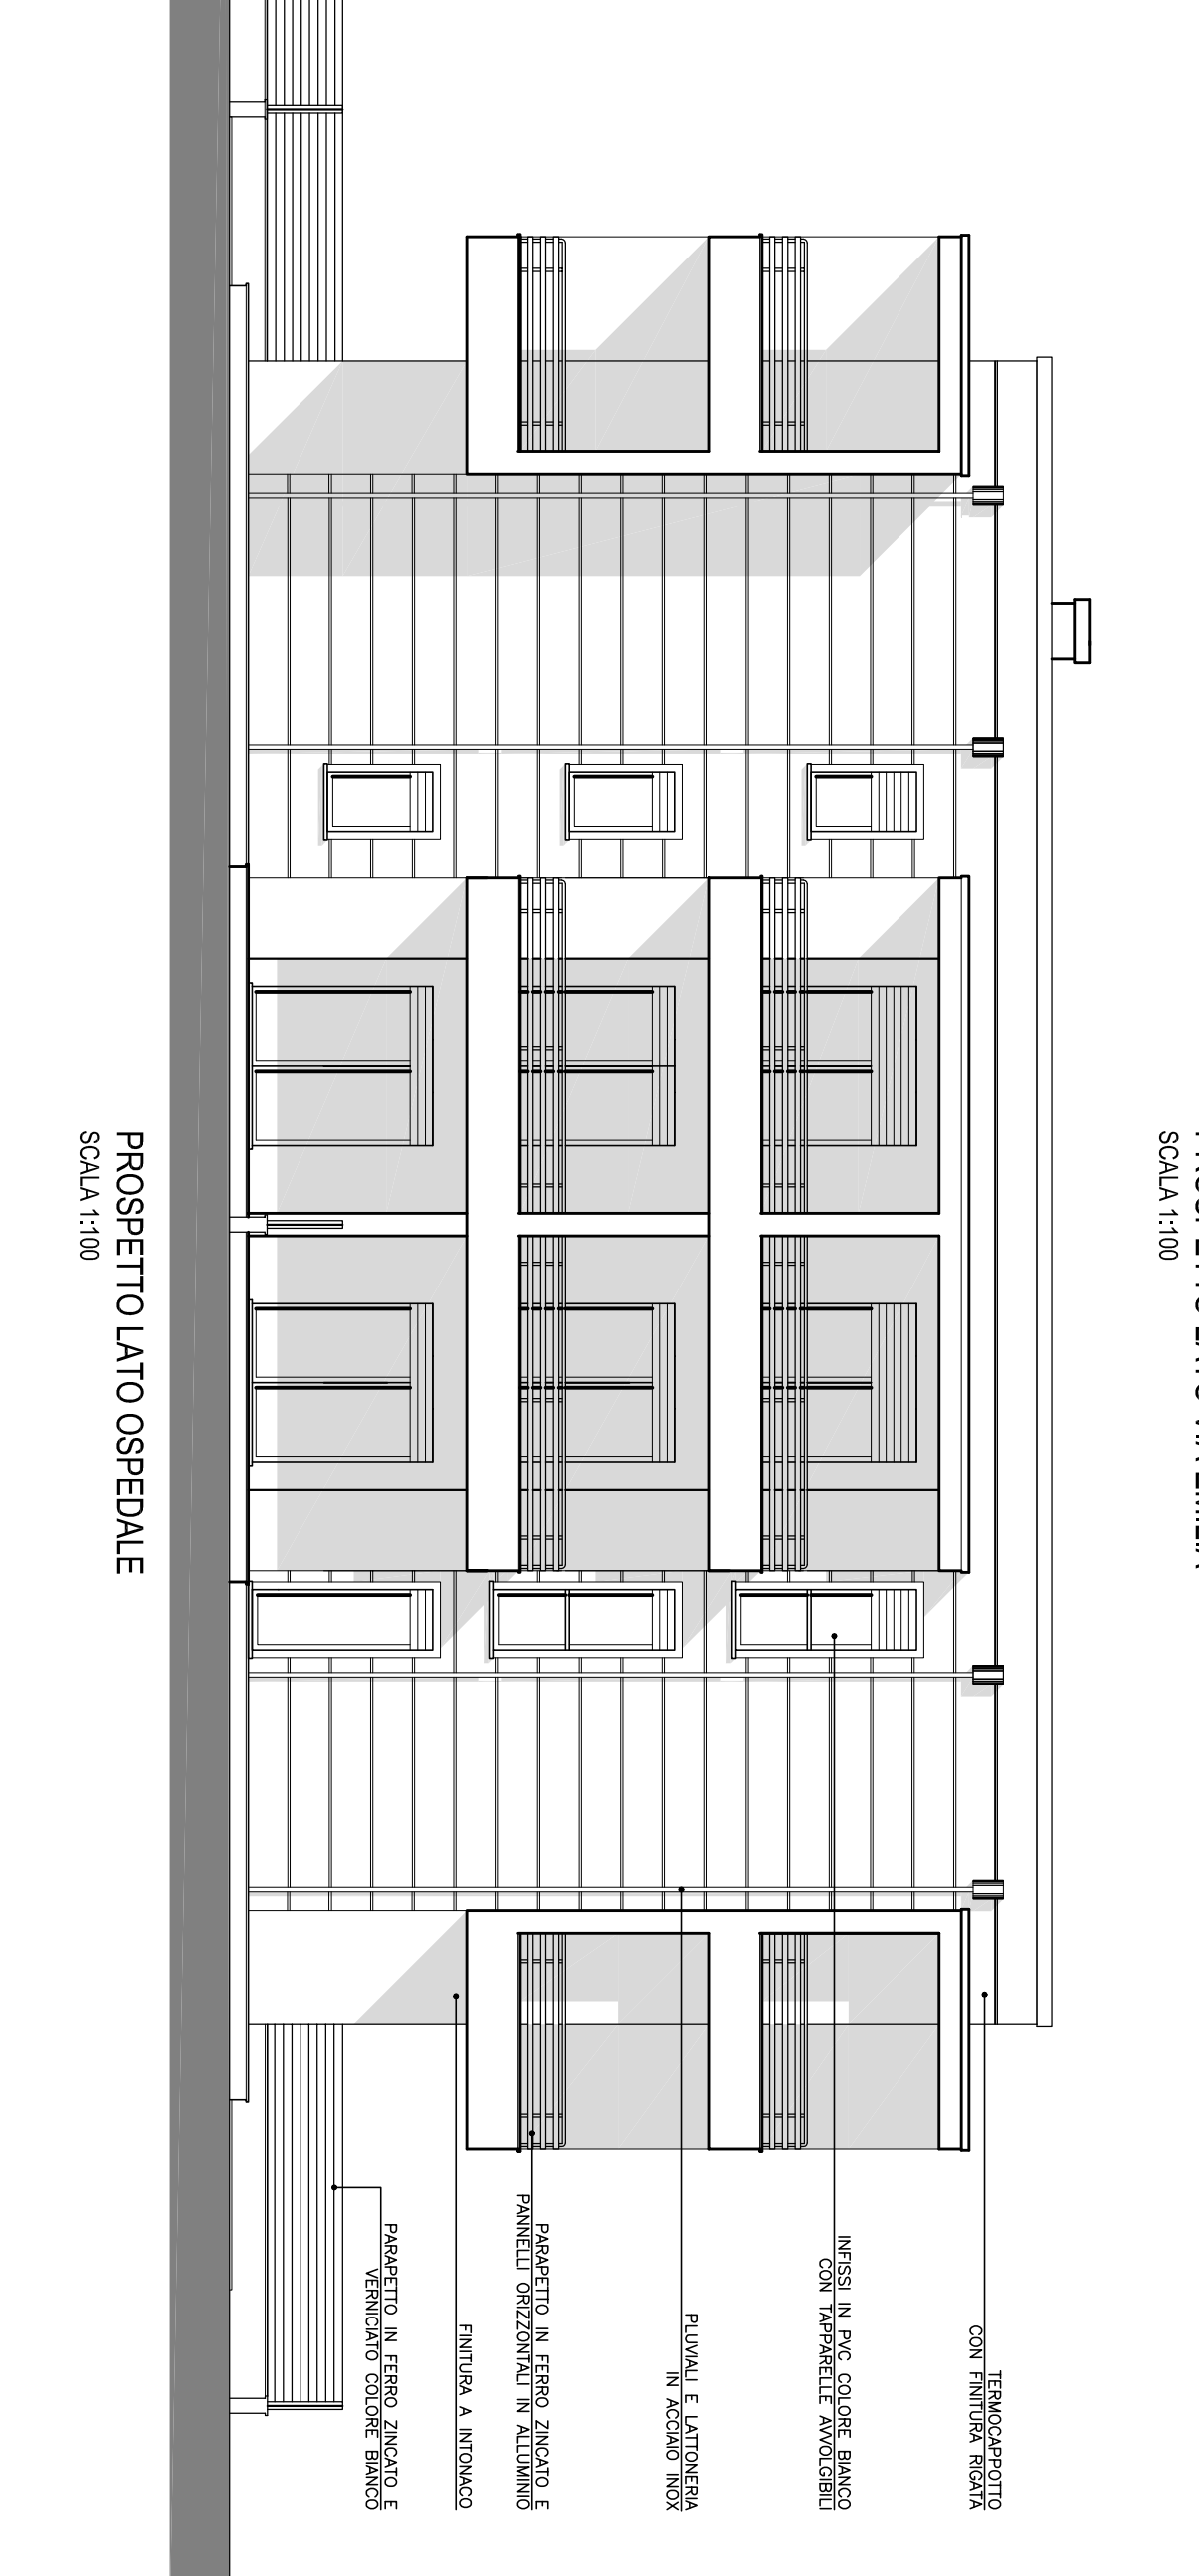 SCALA 1:100
TERMOCAPPOTTO
CON FINITURA RIGATA
INFISSI IN PVC COLORE BIANCO
CON TAPPARELLE AVVOLGIBILI
PLUVIALI E LATTONERIA
IN ACCIAIO INOX
PARAPETTO IN FERRO ZINCATO E
PANNELLI ORIZZONTALI IN ALLUMINIO
FINITURA A INTONACO
PARAPETTO IN FERRO ZINCATO E
VERNICIATO COLORE BIANCO
PROSPETTO LATO OSPEDALE
SCALA 1:100